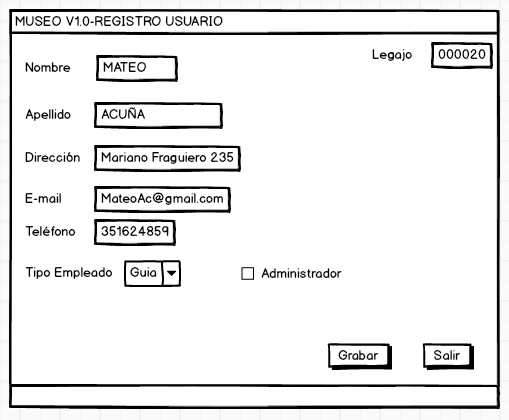 MUSEO V1.0-REGISTRO USUARIO
Legajo 000020
Nombre MATEO
Apellido ACUÑA
Dirección Mariano Fraguiero 235
E-mail MateoAc@gmail.com
Teléfono 351624859
Tipo Empleado Guia Administrador
Grabar Salir